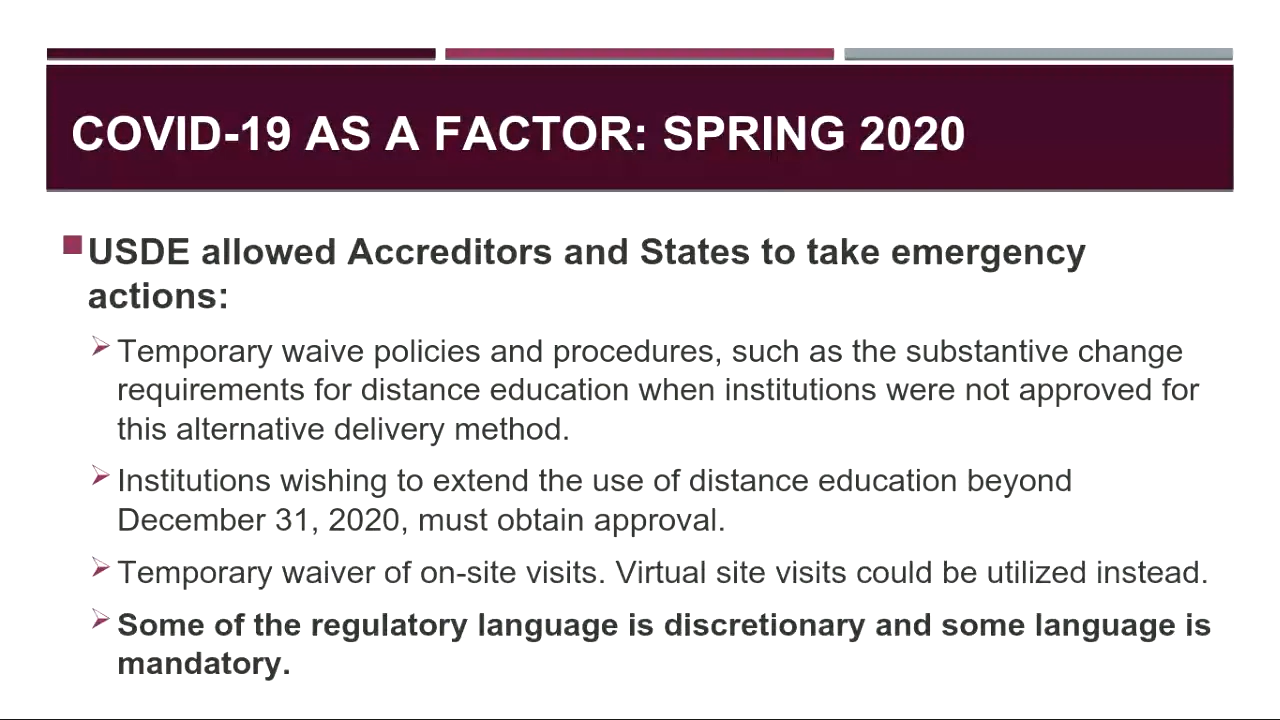 COVID-19 AS A FACTOR: SPRING 2020
USDE allowed Accreditors and States to take emergency
actions:
Temporary waive policies and procedures, such as the substantive change
requirements for distance education when institutions were not approved for
this alternative delivery method.
Institutions wishing to extend the use of distance education beyond
December 31, 2020, must obtain approval.
Temporary waiver of on-site visits. Virtual site visits could be utilized instead.
Some of the regulatory language is discretionary and some language is
mandatory.